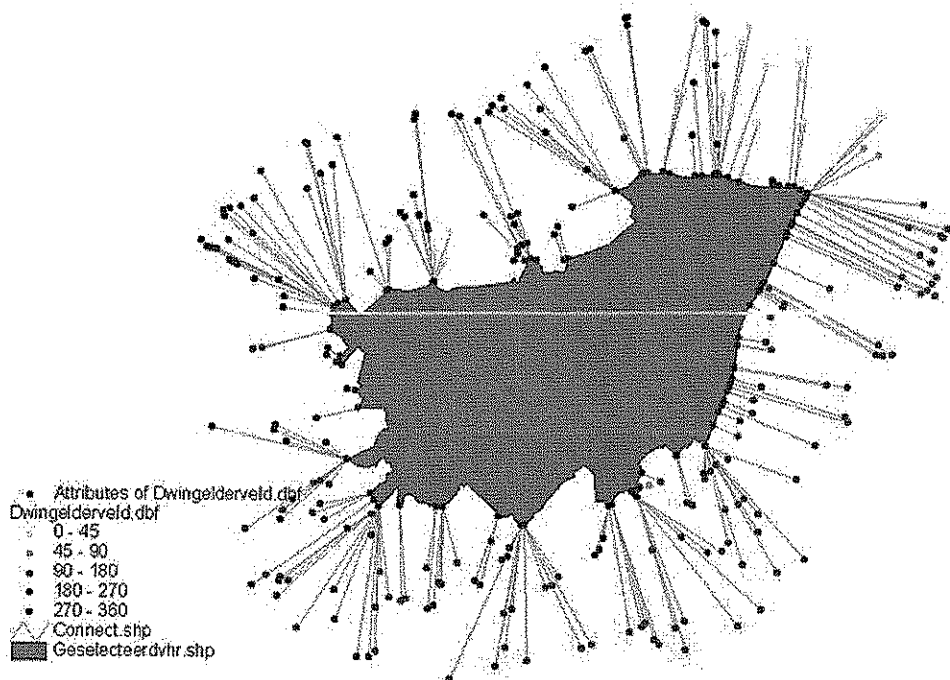 Attributes of Dwingelderveld.dbf
Dwingelderveld.dbf
0 - 45
45 - 90
90 - 180
180 - 270
270 - 360
Connect.shp
Geselecteerdvhr.shp